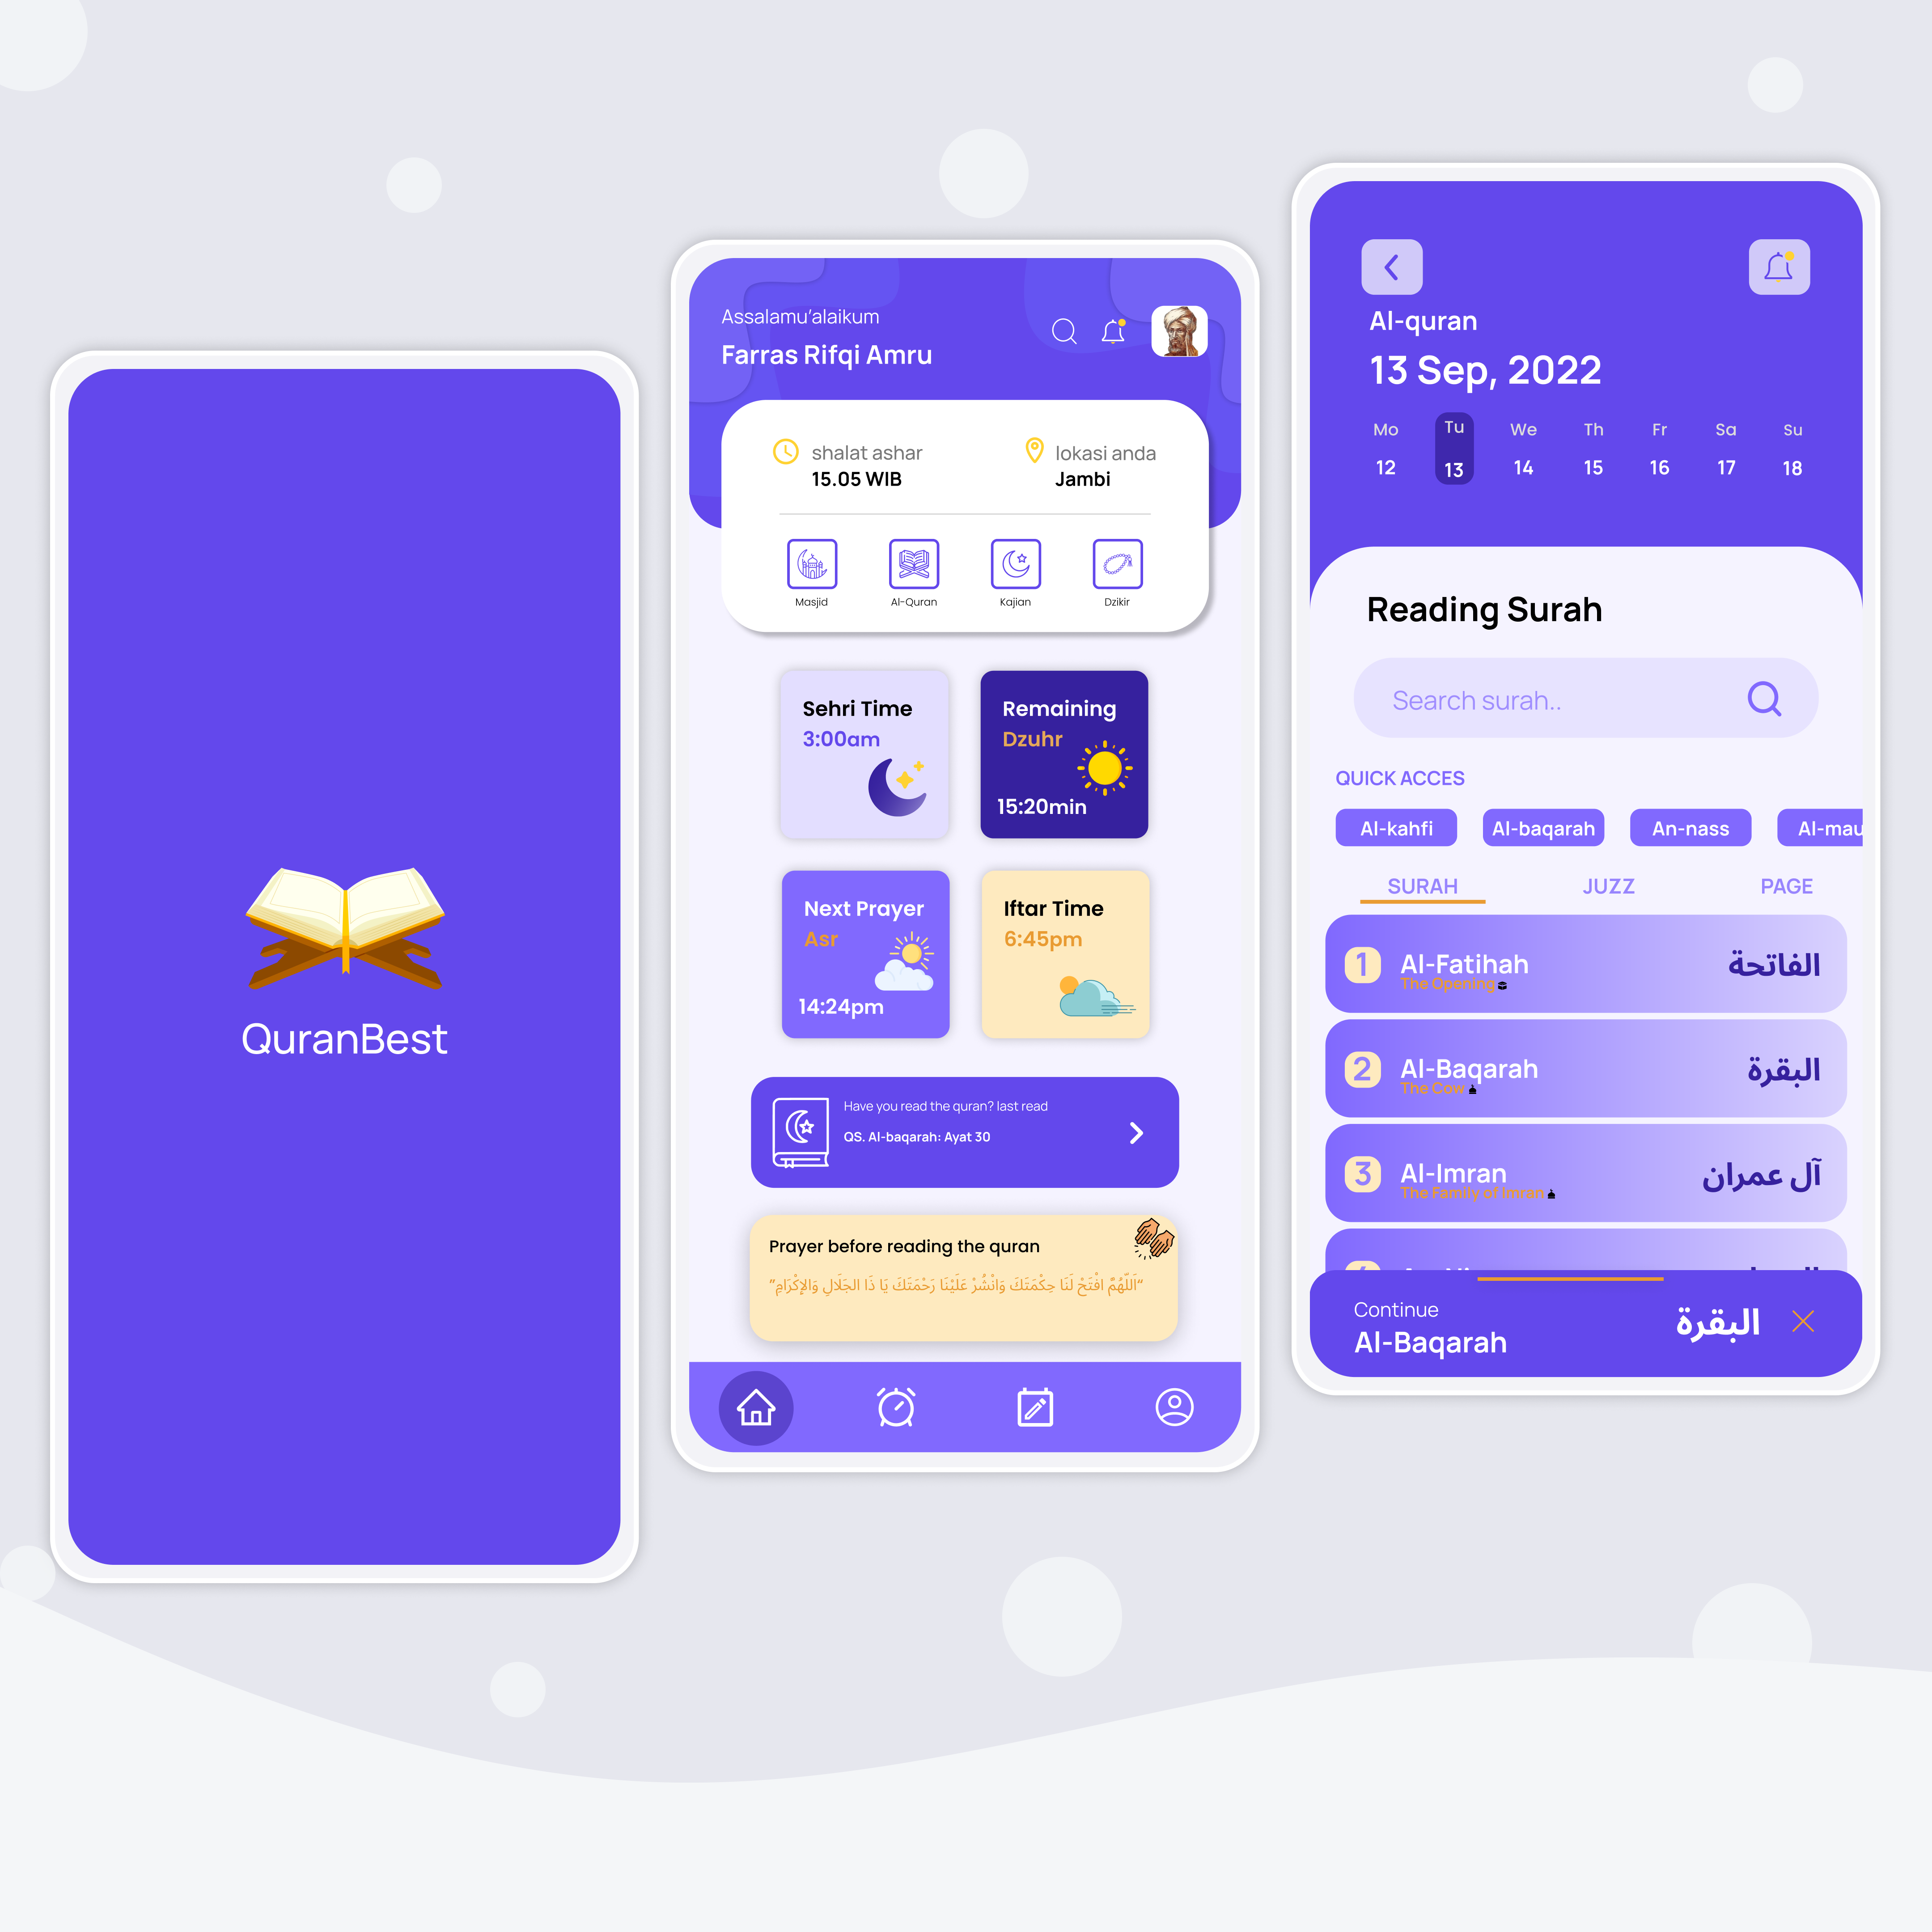 QuranBest
Assalamu'alaikum
Farras Rifqi Amru
shalat ashar
15.05 WIB
lokasi anda
Jambi
Masjid
Al-Quran
Kajian
Dzikir
Sehri Time
3:00am
Remaining
Dzuhr
15:20min
Next Prayer
Asr
14:24pm
Iftar Time
6:45pm
Have you read the quran? last read
QS. Al-baqarah: Ayat 30
Prayer before reading the quran
"اَللّهُمَّ افْتَحْ لَنَا حِكْمَتَكَ وَانْشُرْ عَلَيْنَا رَحْمَتَكَ يَا ذَا الجَلَالِ وَالإِكْرَامِ"
Al-quran
13 Sep, 2022
Mo Tu We Th Fr Sa Su
12 13 14 15 16 17 18
Reading Surah
Search surah..
QUICK ACCES
Al-kahfi Al-baqarah An-nass Al-mau
SURAH JUZZ PAGE
1 Al-Fatihah الفاتحة
The Opening
2 Al-Baqarah البقرة
The Cow
3 Al-Imran آل عمران
The Family of Imran
Continue
Al-Baqarah البقرة